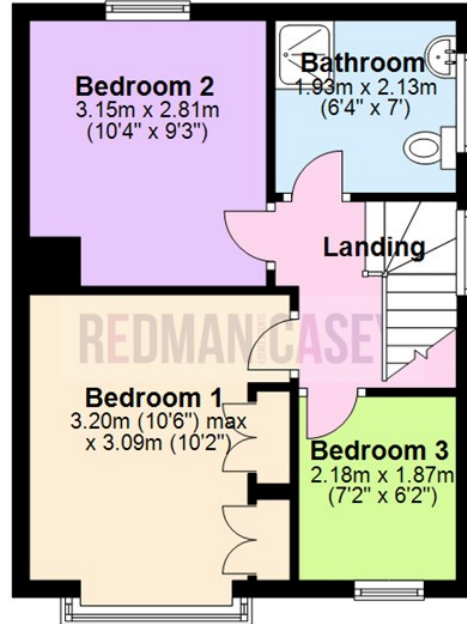 Bedroom 2
3.15m x 2.81m
(10'4" x 9'3")
Bathroom
1.93m x 2.13m
(6'4" x 7')
Landing
REDMAN CASEY
Bedroom 1
3.20m (10'6") max
x 3.09m (10'2")
Bedroom 3
2.18m x 1.87m
(7'2" x 6'2")